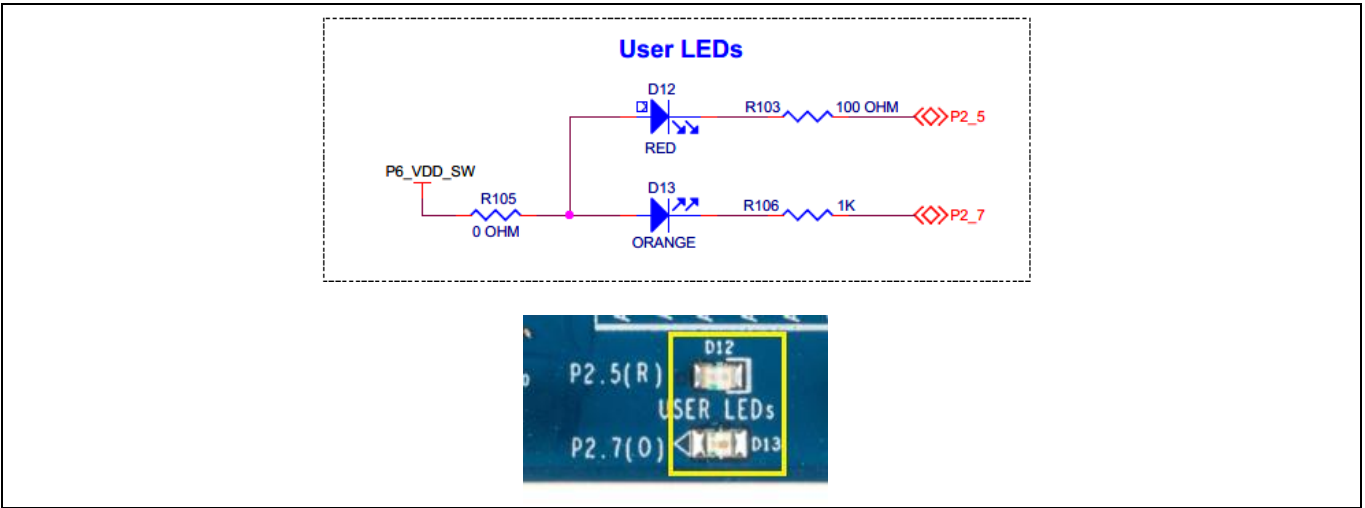 User LEDs
D12
R103 100 OHM P2_5
RED
P6_VDD_SW
R105
0 OHM
D13
R106 1K P2_7
ORANGE
D12
P2.5(R)
USER LEDs
P2.7(O) D13